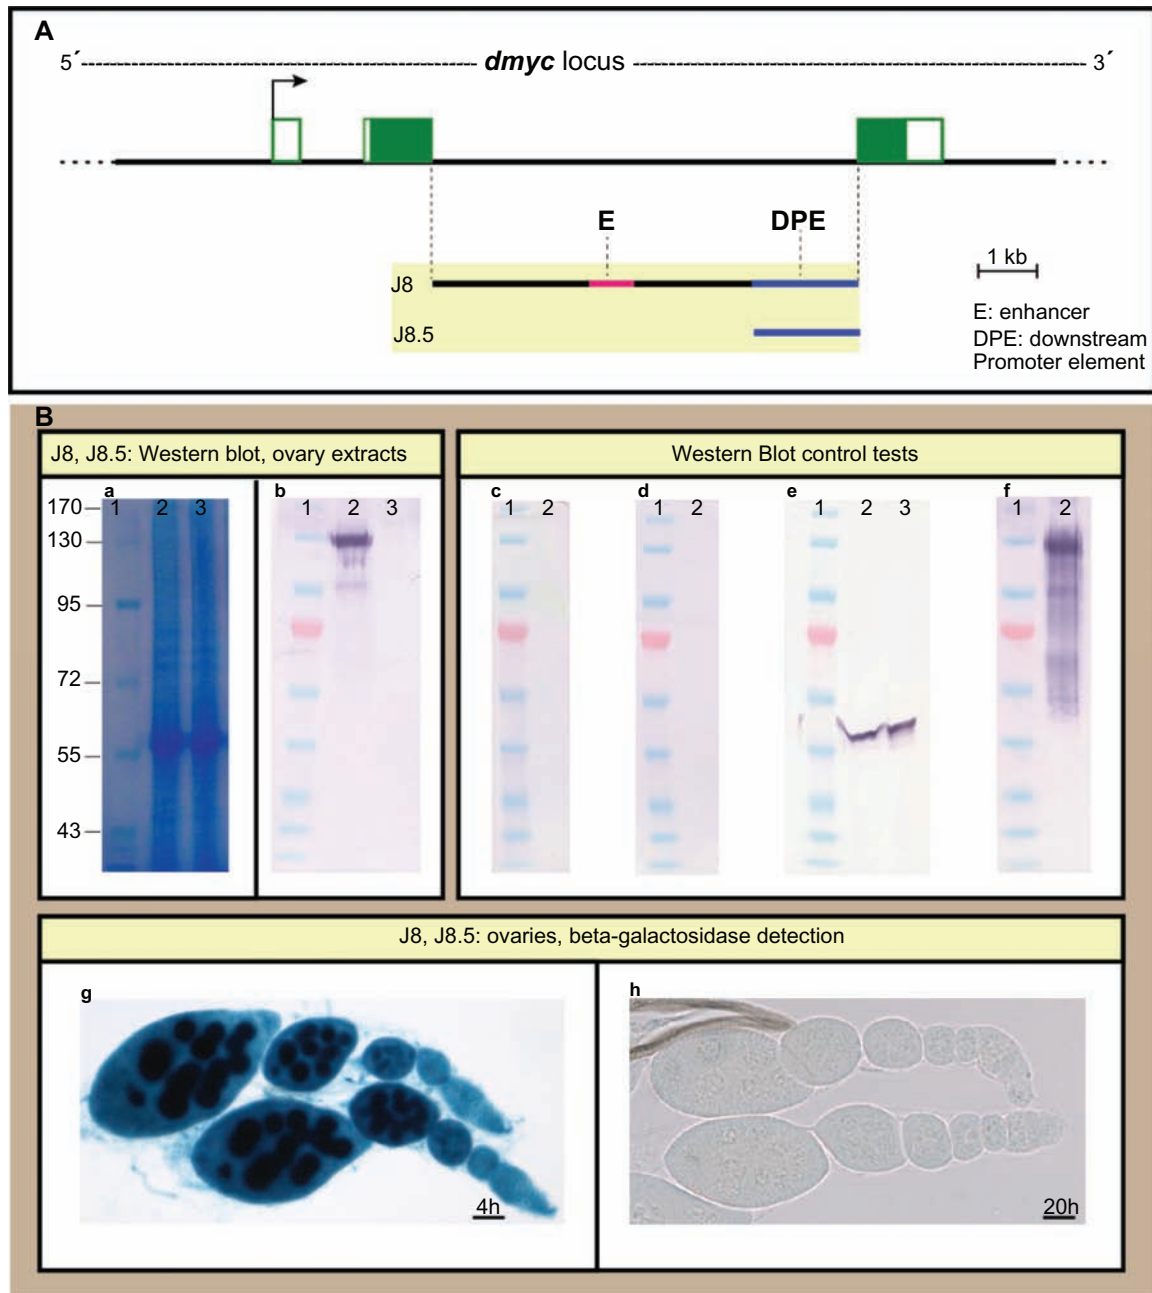 A
5´ dmyc locus 3´
E DPE
1 kb
J8
J8.5
E: enhancer
DPE: downstream
Promoter element
B
J8, J8.5: Western blot, ovary extracts
Western Blot control tests
a b c d e f
170 1 2 3 1 2 3 1 2 1 2 1 2 3 1 2
130
95
72
55
43
J8, J8.5: ovaries, beta-galactosidase detection
g h
4h 20h